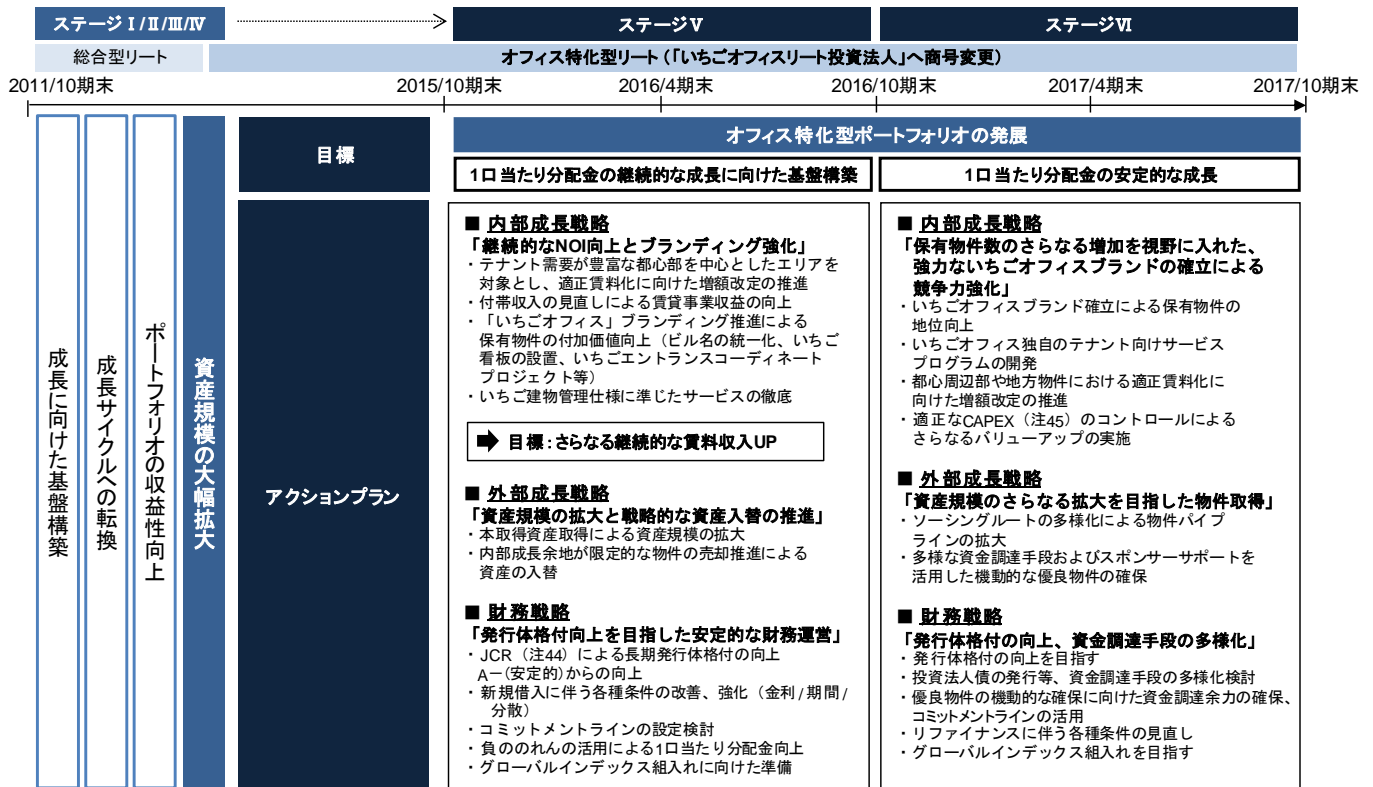 ステージⅠ/Ⅱ/Ⅲ/Ⅳ
ステージⅤ
ステージⅥ
総合型リート
オフィス特化型リート（「いちごオフィスリート投資法人」へ商号変更）
2011/10期末
2015/10期末
2016/4期末
2016/10期末
2017/4期末
2017/10期末
成長に向けた基盤構築
成長サイクルへの転換
ポートフォリオの収益性向上
資産規模の大幅拡大
目標
オフィス特化型ポートフォリオの発展
1口当たり分配金の継続的な成長に向けた基盤構築
1口当たり分配金の安定的な成長
アクションプラン
■ 内部成長戦略
「継続的なNOI向上とブランディング強化」
・テナント需要が豊富な都心部を中心としたエリアを
対象とし、適正賃料化に向けた増額改定の推進
・付帯収入の見直しによる賃貸事業収益の向上
・「いちごオフィス」ブランディング推進による
保有物件の付加価値向上（ビル名の統一化、いちご
看板の設置、いちごエントランスコーディネート
プロジェクト等）
・いちご建物管理仕様に準じたサービスの徹底
➡ 目標：さらなる継続的な賃料収入UP
■ 外部成長戦略
「資産規模の拡大と戦略的な資産入替の推進」
・本取得資産取得による資産規模の拡大
・内部成長余地が限定的な物件の売却推進による
資産の入替
■ 財務戦略
「発行体格付向上を目指した安定的な財務運営」
・JCR（注44）による長期発行体格付の向上
A－(安定的)からの向上
・新規借入に伴う各種条件の改善、強化（金利/期間/
分散）
・コミットメントラインの設定検討
・負ののれんの活用による1口当たり分配金向上
・グローバルインデックス組入れに向けた準備
■ 内部成長戦略
「保有物件数のさらなる増加を視野に入れた、
強力ないちごオフィスブランドの確立による
競争力強化」
・いちごオフィスブランド確立による保有物件の
地位向上
・いちごオフィス独自のテナント向けサービス
プログラムの開発
・都心周辺部や地方物件における適正賃料化に
向けた増額改定の推進
・適正なCAPEX（注45）のコントロールによる
さらなるバリューアップの実施
■ 外部成長戦略
「資産規模のさらなる拡大を目指した物件取得」
・ソーシングルートの多様化による物件パイプ
ラインの拡大
・多様な資金調達手段およびスポンサーサポートを
活用した機動的な優良物件の確保
■ 財務戦略
「発行体格付の向上、資金調達手段の多様化」
・発行体格付の向上を目指す
・投資法人債の発行等、資金調達手段の多様化検討
・優良物件の機動的な確保に向けた資金調達余力の確保、
コミットメントラインの活用
・リファイナンスに伴う各種条件の見直し
・グローバルインデックス組入れを目指す